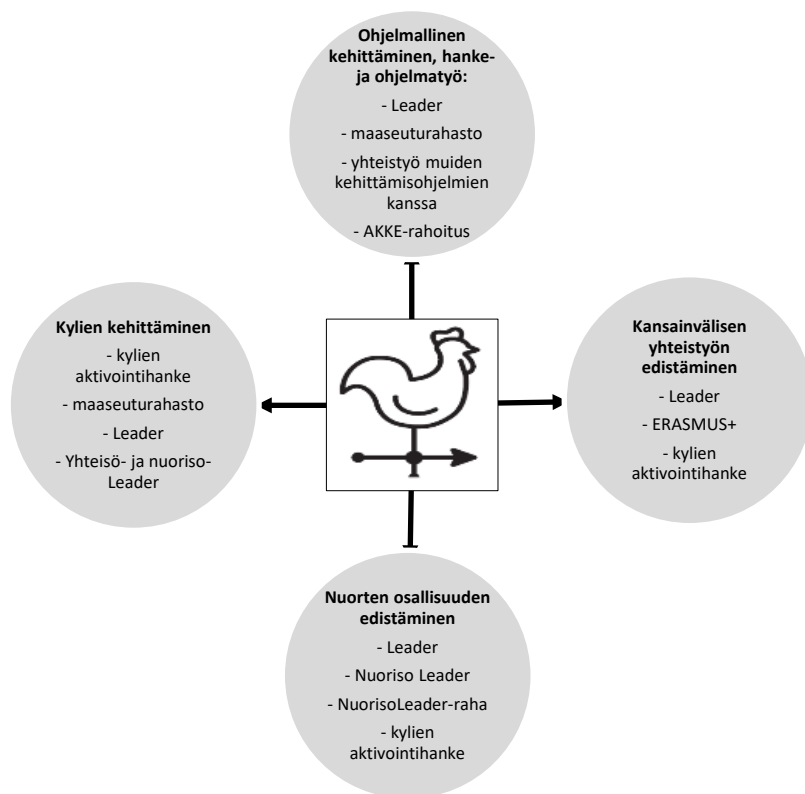 Ohjelmallinen
kehittäminen, hanke-
ja ohjelmatyö:
- Leader
- maaseuturahasto
- yhteistyö muiden
kehittämisohjelmien
kanssa
- AKKE-rahoitus
Kylien kehittäminen
- kylien
aktivointihanke
- maaseuturahasto
- Leader
- Yhteisö- ja nuoriso-
Leader
Kansainvälisen
yhteistyön
edistäminen
- Leader
- ERASMUS+
- kylien
aktivointihanke
Nuorten osallisuuden
edistäminen
- Leader
- Nuoriso Leader
- NuorisoLeader-raha
- kylien
aktivointihanke